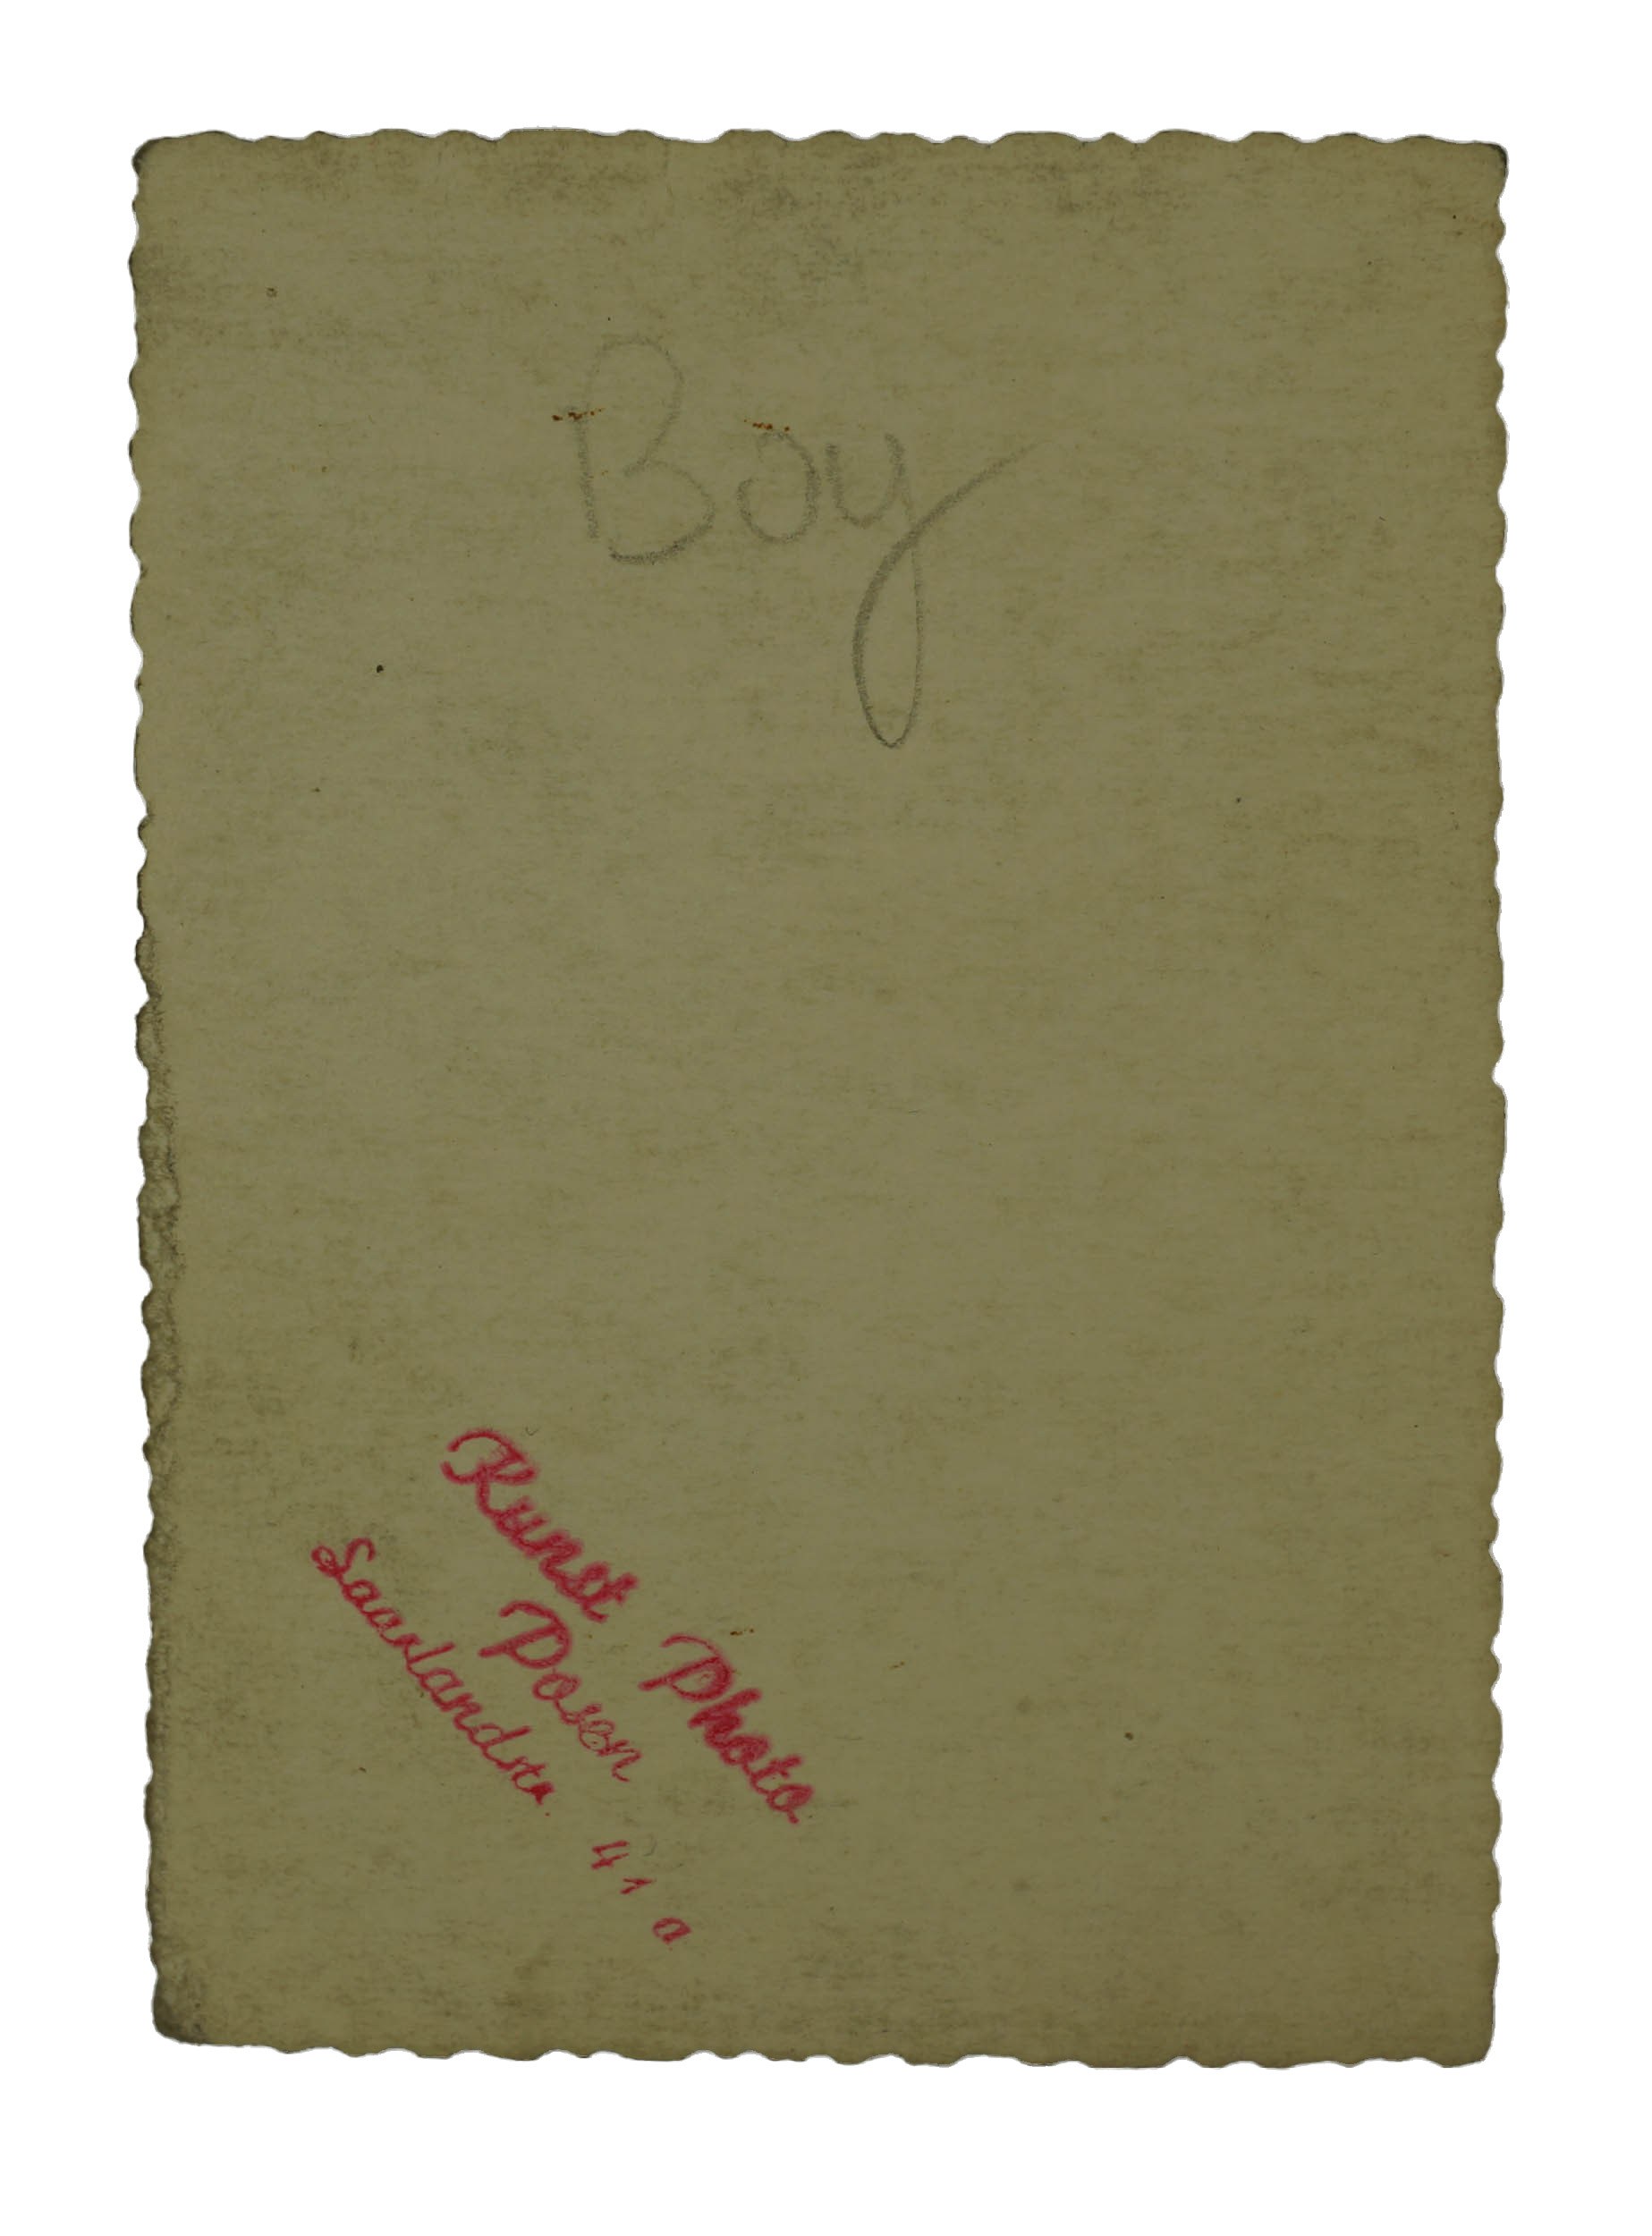 Boy
Kunst Photo
Posen
Saarlandstr. 41a